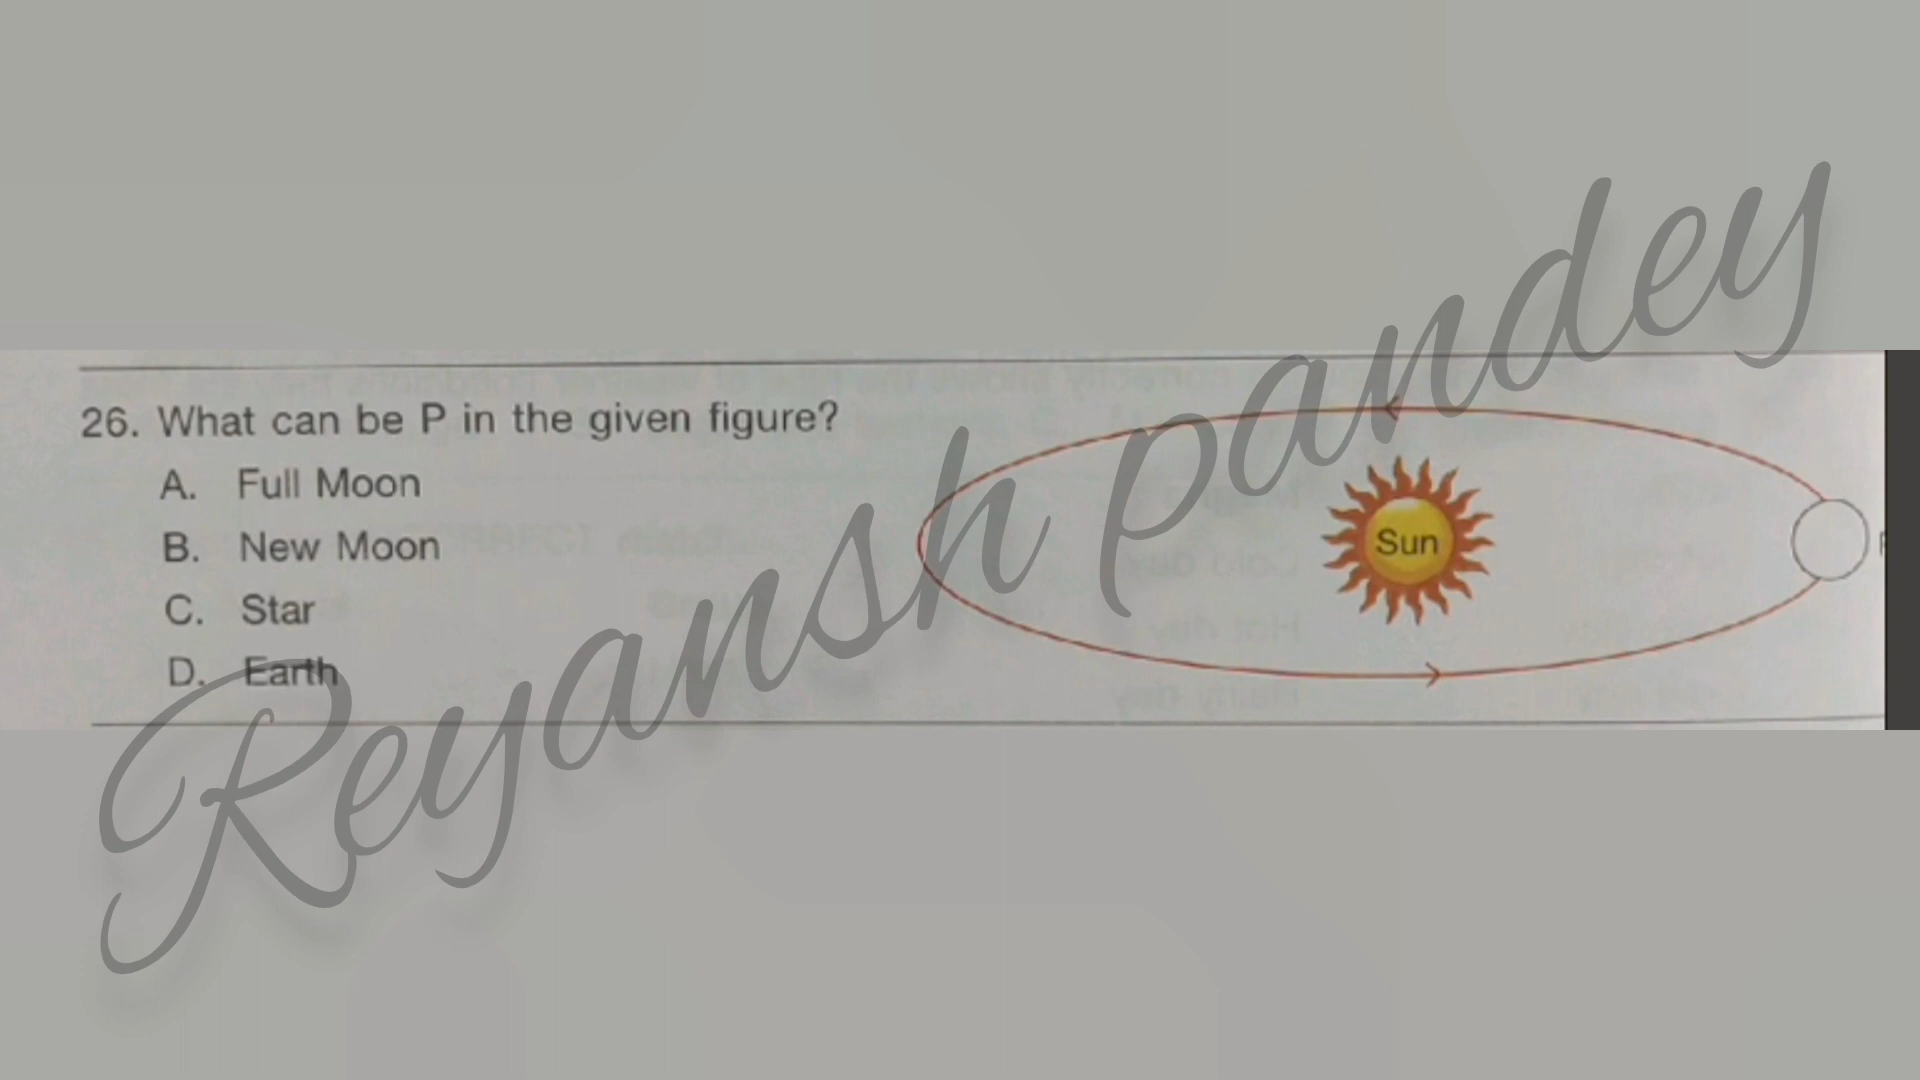 26. What can be P in the given figure?
A. Full Moon
B. New Moon
C. Star
D. Earth
Sun
Reyansh pandey